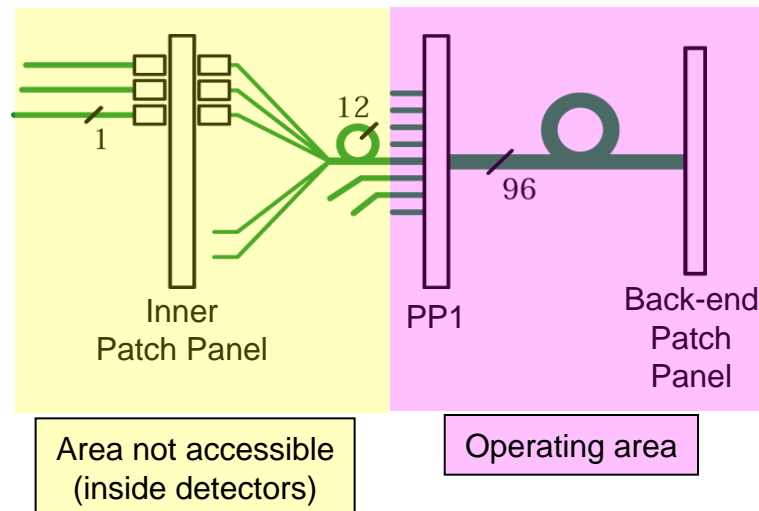 12
1
96
Inner
Patch Panel
PP1
Back-end
Patch
Panel
Area not accessible
(inside detectors)
Operating area